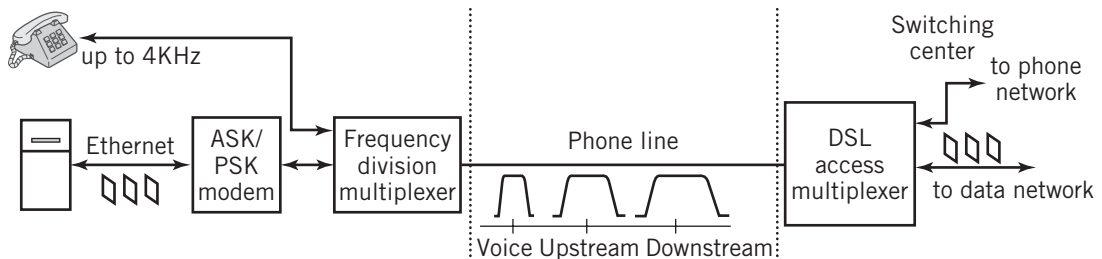 Switching
center
up to 4KHz
to phone
network
Ethernet
ASK/
PSK
modem
Frequency
division
multiplexer
Phone line
DSL
access
multiplexer
to data network
Voice Upstream Downstream